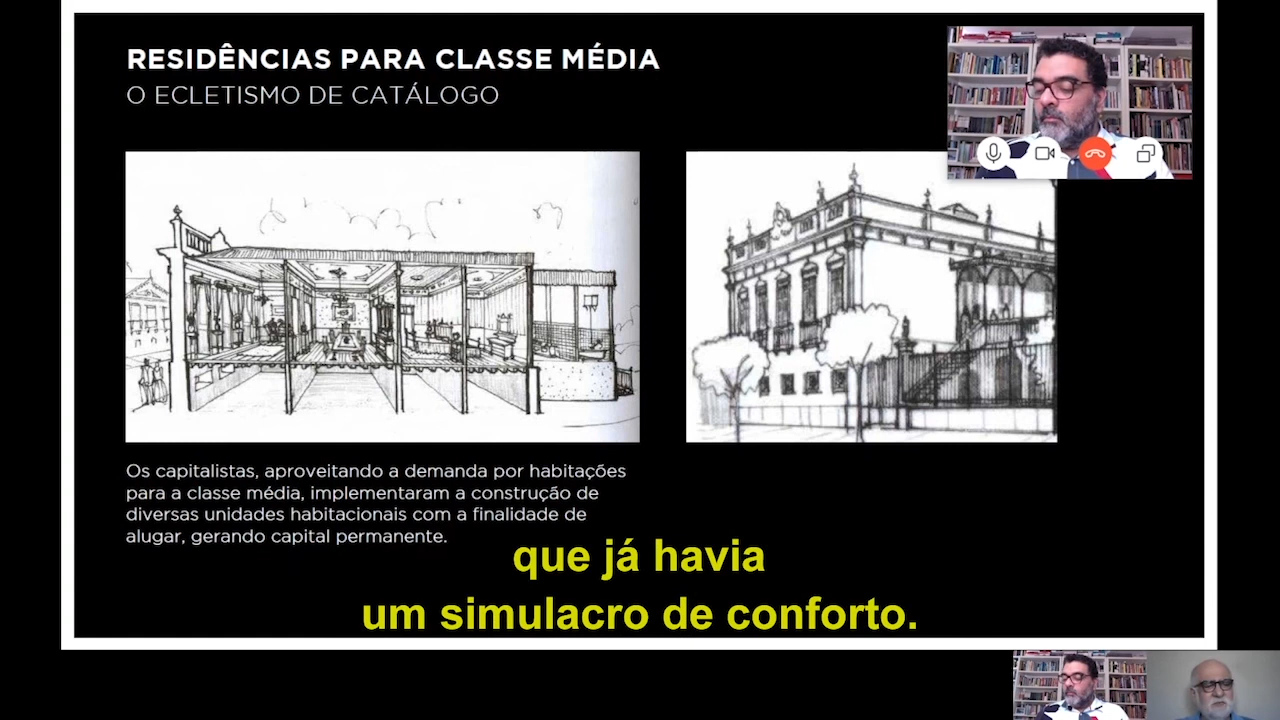 RESIDÊNCIAS PARA CLASSE MÉDIA
O ECLETISMO DE CATÁLOGO
Os capitalistas, aproveitando a demanda por habitações
para a classe média, implementaram a construção de
diversas unidades habitacionais com a finalidade de
alugar, gerando capital permanente.
que já havia
um simulacro de conforto.